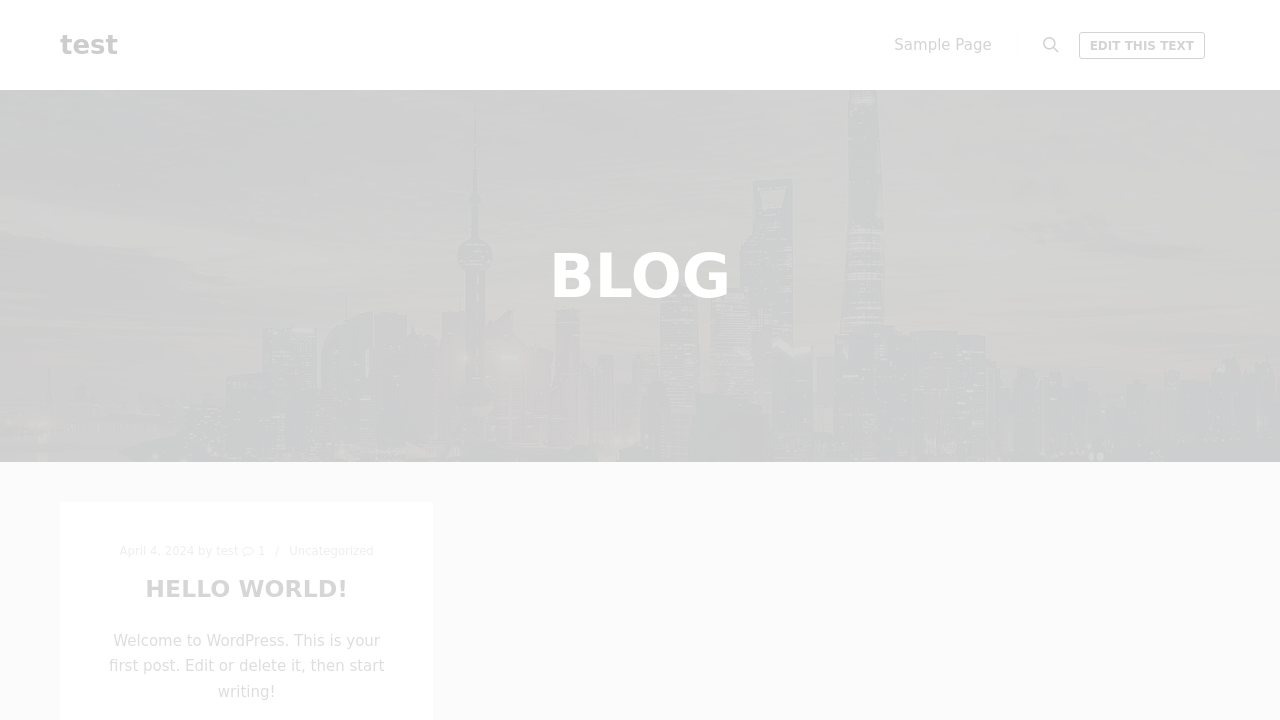 test
Sample Page
EDIT THIS TEXT
BLOG
April 4, 2024 by test 1 / Uncategorized
HELLO WORLD!
Welcome to WordPress. This is your
first post. Edit or delete it, then start
writing!